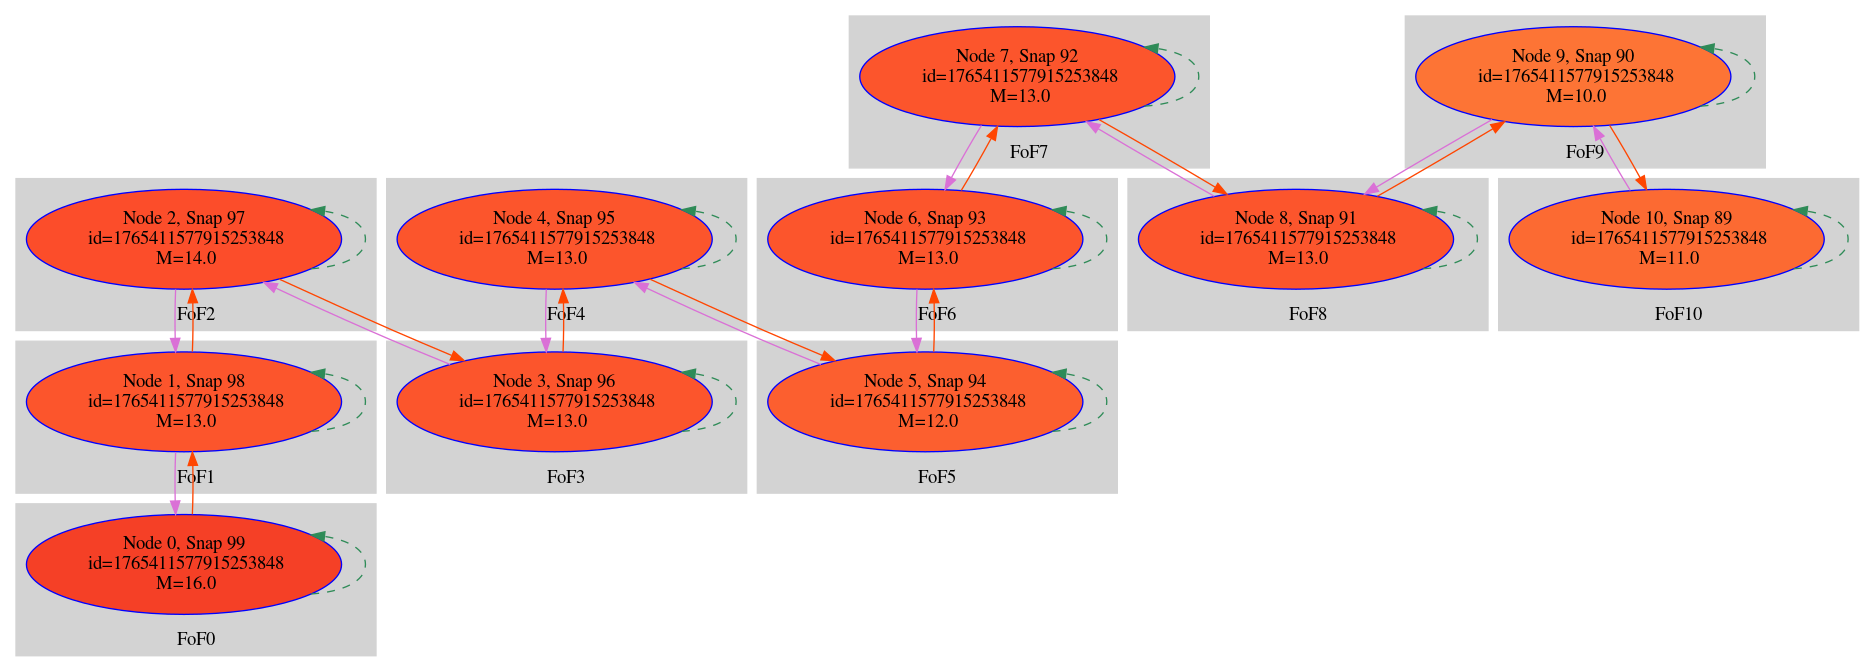 Node 7, Snap 92
id=1765411577915253848
M=13.0
FoF7
Node 9, Snap 90
id=1765411577915253848
M=10.0
FoF9
Node 2, Snap 97
id=1765411577915253848
M=14.0
FoF2
Node 4, Snap 95
id=1765411577915253848
M=13.0
FoF4
Node 6, Snap 93
id=1765411577915253848
M=13.0
FoF6
Node 8, Snap 91
id=1765411577915253848
M=13.0
FoF8
Node 10, Snap 89
id=1765411577915253848
M=11.0
FoF10
Node 1, Snap 98
id=1765411577915253848
M=13.0
FoF1
Node 3, Snap 96
id=1765411577915253848
M=13.0
FoF3
Node 5, Snap 94
id=1765411577915253848
M=12.0
FoF5
Node 0, Snap 99
id=1765411577915253848
M=16.0
FoF0